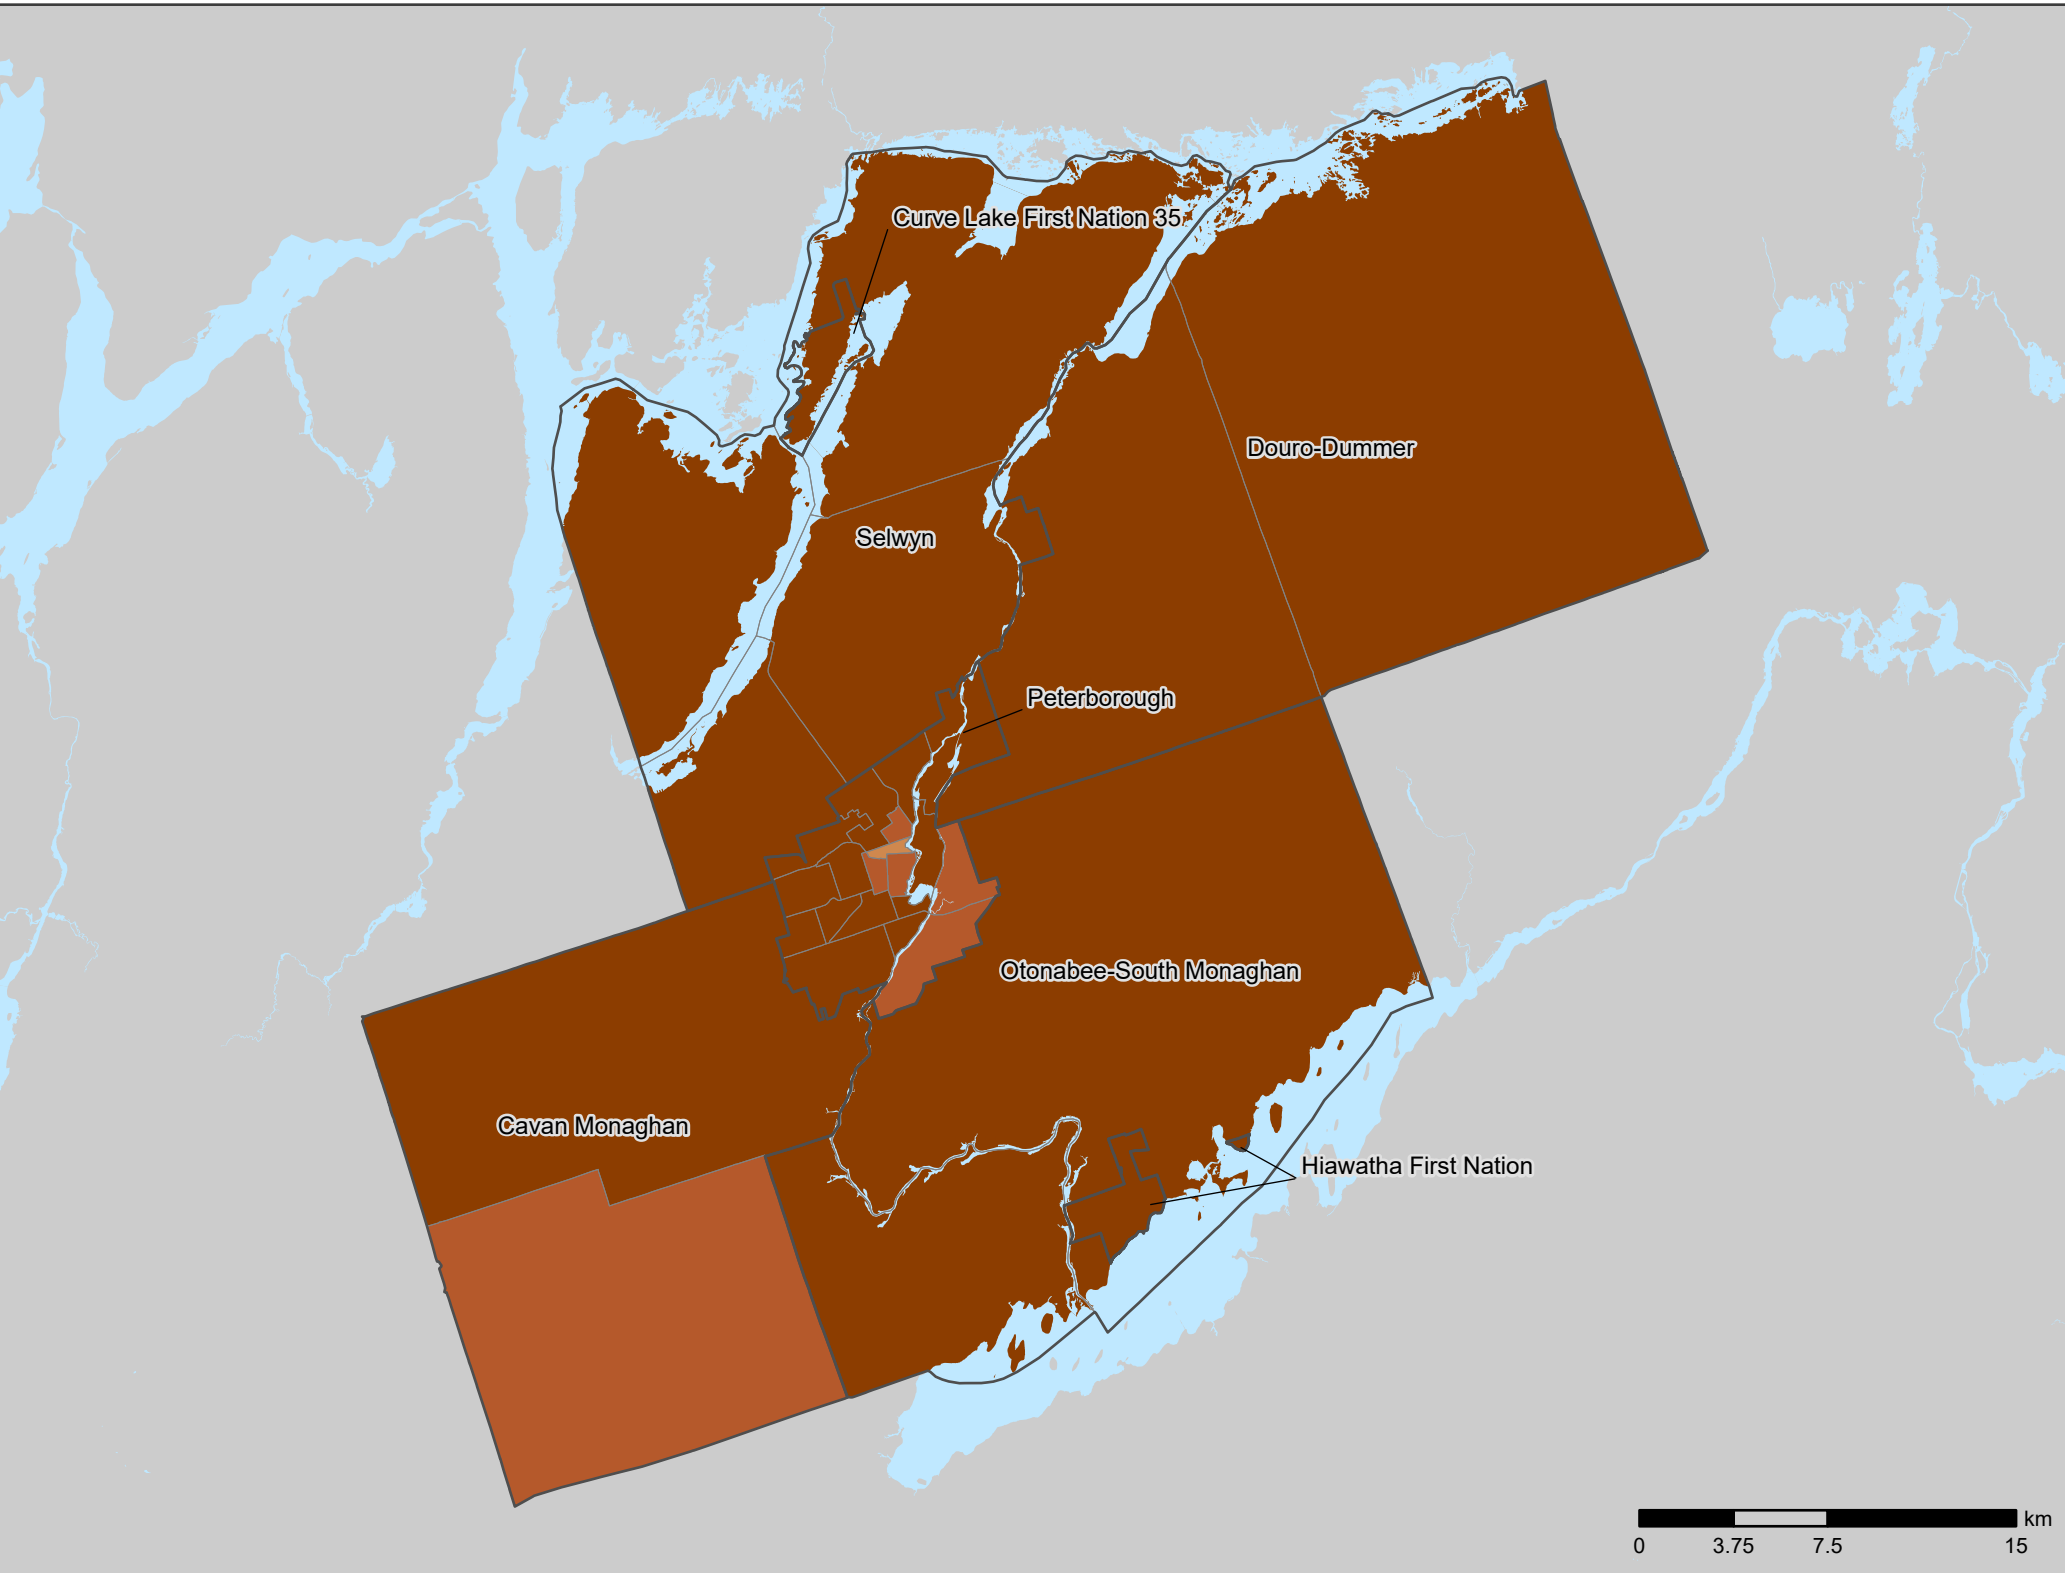 Curve Lake First Nation 35
Douro-Dummer
Selwyn
Peterborough
Otonabee-South Monaghan
Cavan Monaghan
Hiawatha First Nation
km
0 3.75 7.5 15